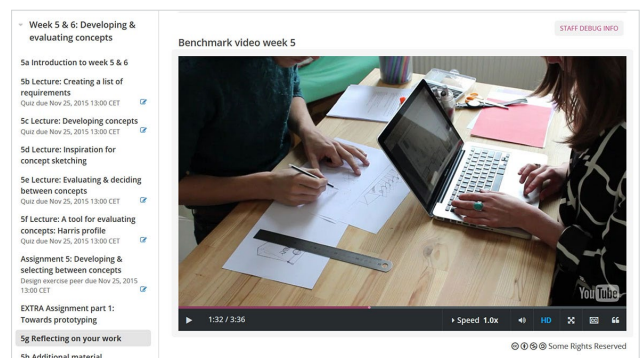 Week 5 & 6: Developing &
evaluating concepts
5a Introduction to week 5 & 6
5b Lecture: Creating a list of
requirements
Quiz due Nov 25, 2015 13:00 CET
5c Lecture: Developing concepts
Quiz due Nov 25, 2015 13:00 CET
5d Lecture: Inspiration for
concept sketching
5e Lecture: Evaluating & deciding
between concepts
Quiz due Nov 25, 2015 13:00 CET
5f Lecture: A tool for evaluating
concepts: Harris profile
Quiz due Nov 25, 2015 13:00 CET
Assignment 5: Developing &
selecting between concepts
Design exercise peer due Nov 25, 2015
13:00 CET
EXTRA Assignment part 1:
Towards prototyping
5g Reflecting on your work
5h Additional material
STAFF DEBUG INFO
Benchmark video week 5
YouTube
1:32 / 3:36
Speed 1.0x
HD
Some Rights Reserved